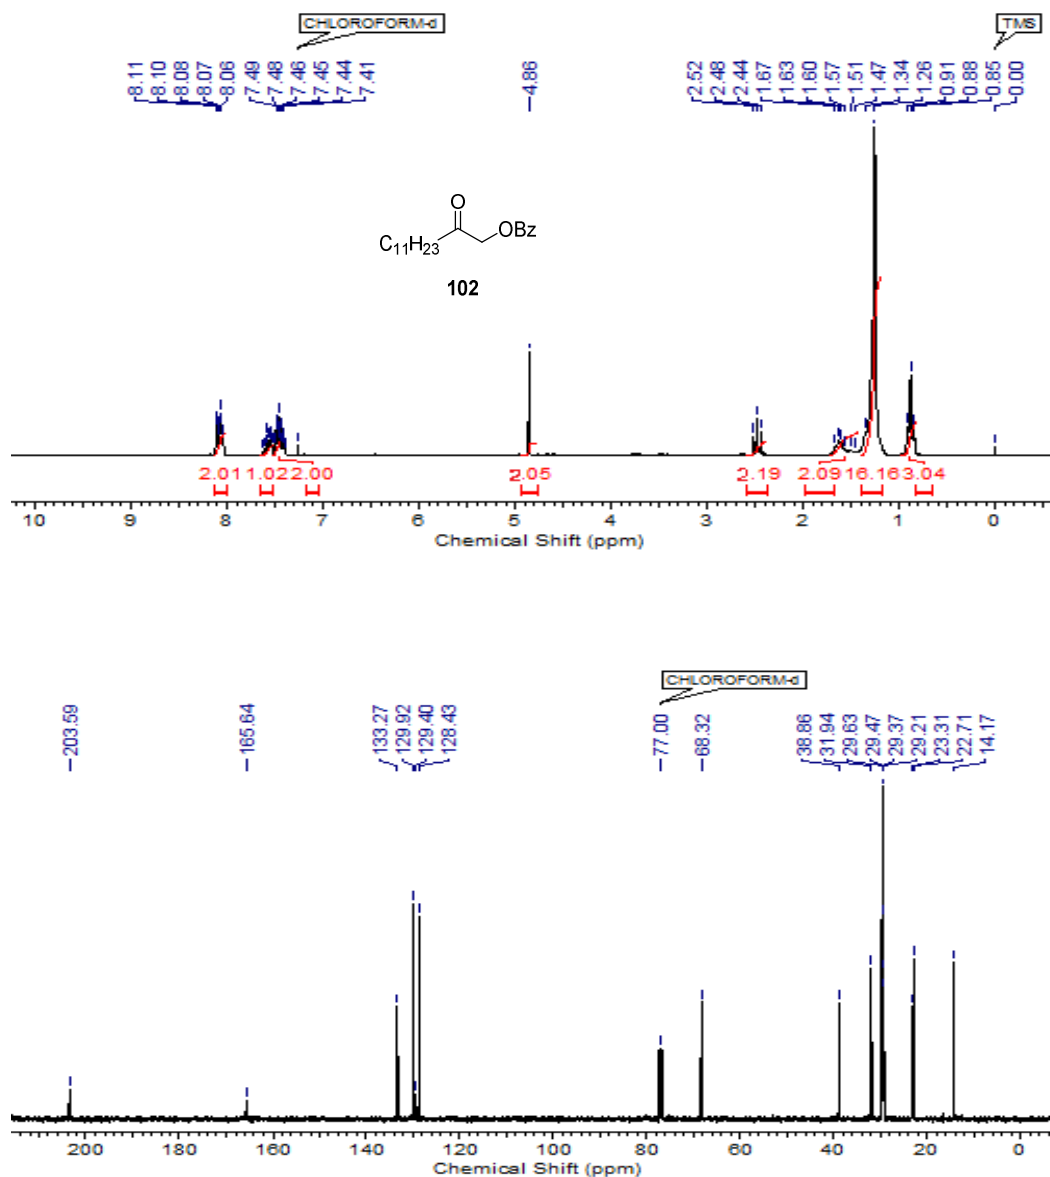 CHLOROFORM-d
TMS
8.11 8.10 8.08 8.07 8.06 7.49 7.48 7.46 7.45 7.44 7.41 4.86 2.52 2.48 2.44 1.67 1.63 1.60 1.57 1.51 1.47 1.34 1.26 0.91 0.88 0.85 0.00
O
OBz
C11H23
102
2.01 1.02 2.00 2.05 2.19 2.09 16.16 3.04
10 9 8 7 6 5 4 3 2 1 0
Chemical Shift (ppm)
CHLOROFORM-d
203.59 165.64 133.27 129.92 129.40 128.43 77.00 68.32 38.86 31.94 29.63 29.47 29.37 29.21 23.31 22.71 14.17
200 180 160 140 120 100 80 60 40 20 0
Chemical Shift (ppm)